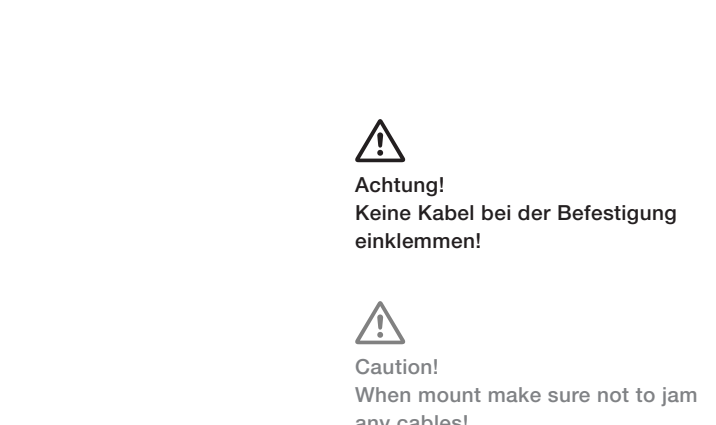 Achtung!
Keine Kabel bei der Befestigung
einklemmen!
Caution!
When mount make sure not to jam
any cables!